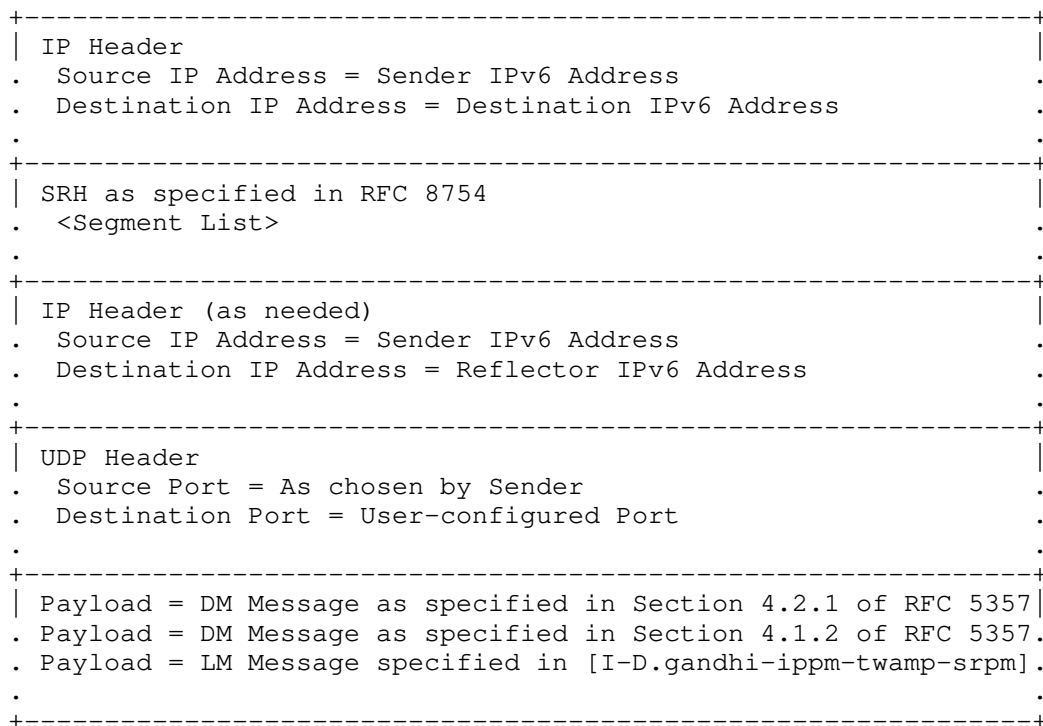 +---------------------------------------------------------------+
| IP Header                                                     |
.  Source IP Address = Sender IPv6 Address                      .
.  Destination IP Address = Destination IPv6 Address            .
.                                                               .
+---------------------------------------------------------------+
| SRH as specified in RFC 8754                                  |
.  <Segment List>                                               .
.                                                               .
+---------------------------------------------------------------+
| IP Header (as needed)                                         |
.  Source IP Address = Sender IPv6 Address                      .
.  Destination IP Address = Reflector IPv6 Address              .
.                                                               .
+---------------------------------------------------------------+
| UDP Header                                                    |
.  Source Port = As chosen by Sender                            .
.  Destination Port = User-configured Port                      .
.                                                               .
+---------------------------------------------------------------+
| Payload = DM Message as specified in Section 4.2.1 of RFC 5357|
. Payload = DM Message as specified in Section 4.1.2 of RFC 5357.
. Payload = LM Message specified in [I-D.gandhi-ippm-twamp-srpm].
.                                                               .
+---------------------------------------------------------------+